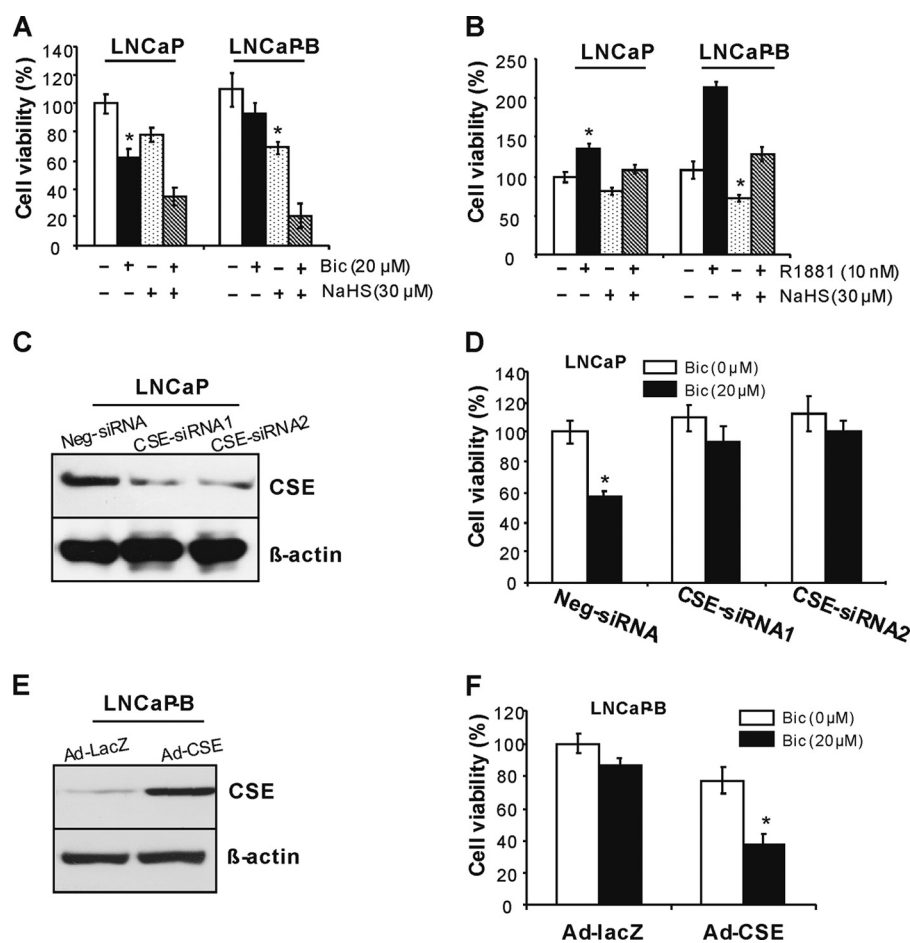 A
LNCaP
LNCaP-B
Cell viability (%)
140
120
100
80
60
40
20
0
*
*
– + – + – + – + Bic (20 µM)
– – + + – – + + NaHS (30 µM)
B
LNCaP
LNCaP-B
Cell viability (%)
250
200
150
100
50
0
*
*
– + – + – + – + R1881 (10 nM)
– – + + – – + + NaHS (30 µM)
C
LNCaP
Neg-siRNA CSE-siRNA1 CSE-siRNA2
CSE
ß-actin
D
LNCaP
Bic (0 µM)
Bic (20 µM)
Cell viability (%)
140
120
100
80
60
40
20
0
*
Neg-siRNA
CSE-siRNA1
CSE-siRNA2
E
LNCaP-B
Ad-LacZ Ad-CSE
CSE
ß-actin
F
LNCaP-B
Bic (0 µM)
Bic (20 µM)
Cell viability (%)
120
100
80
60
40
20
0
*
Ad-lacZ Ad-CSE